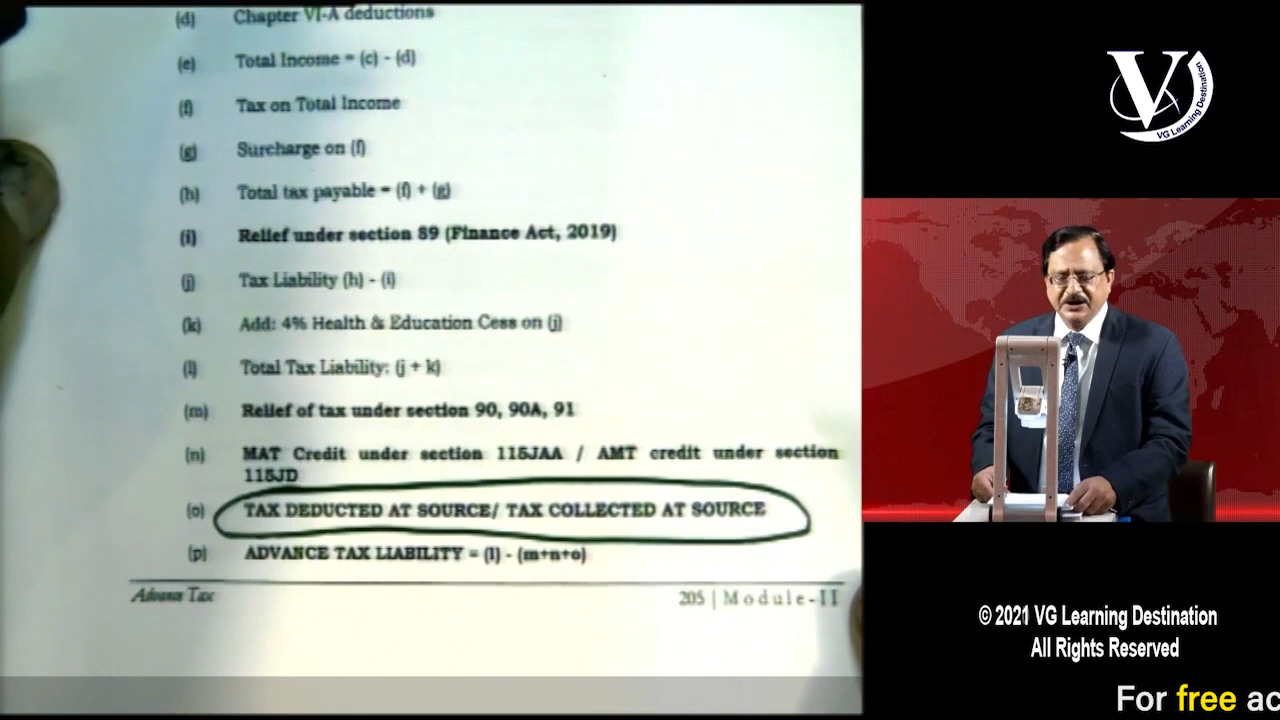 (d) Chapter VI-A deductions
(e) Total Income = (c) - (d)
(f) Tax on Total Income
(g) Surcharge on (f)
(h) Total tax payable = (f) + (g)
(i) Relief under section 89 (Finance Act, 2019)
(j) Tax Liability (h) - (i)
(k) Add: 4% Health & Education Cess on (j)
(l) Total Tax Liability: (j + k)
(m) Relief of tax under section 90, 90A, 91
(n) MAT Credit under section 115JAA / AMT credit under section
115JD
(o) TAX DEDUCTED AT SOURCE/ TAX COLLECTED AT SOURCE
(p) ADVANCE TAX LIABILITY = (l) - (m+n+o)
Advance Tax 205 | Module-II
VG
VG Learning Destination
© 2021 VG Learning Destination
All Rights Reserved
For free ac